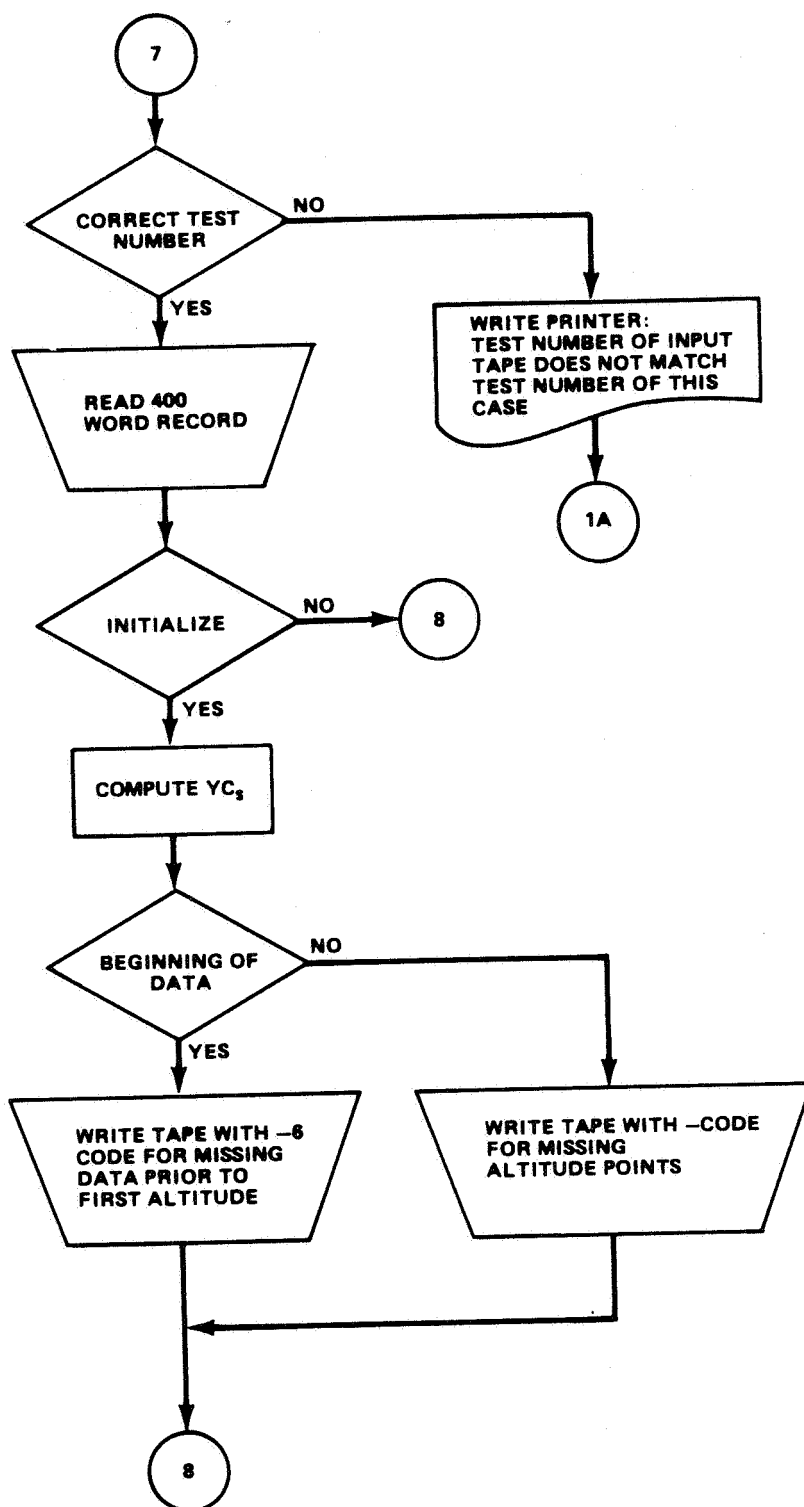 7
CORRECT TEST
NUMBER
NO
YES
WRITE PRINTER:
TEST NUMBER OF INPUT
TAPE DOES NOT MATCH
TEST NUMBER OF THIS
CASE
READ 400
WORD RECORD
1A
INITIALIZE
NO
8
YES
COMPUTE YCₛ
BEGINNING OF
DATA
NO
YES
WRITE TAPE WITH –6
CODE FOR MISSING
DATA PRIOR TO
FIRST ALTITUDE
WRITE TAPE WITH –CODE
FOR MISSING
ALTITUDE POINTS
8